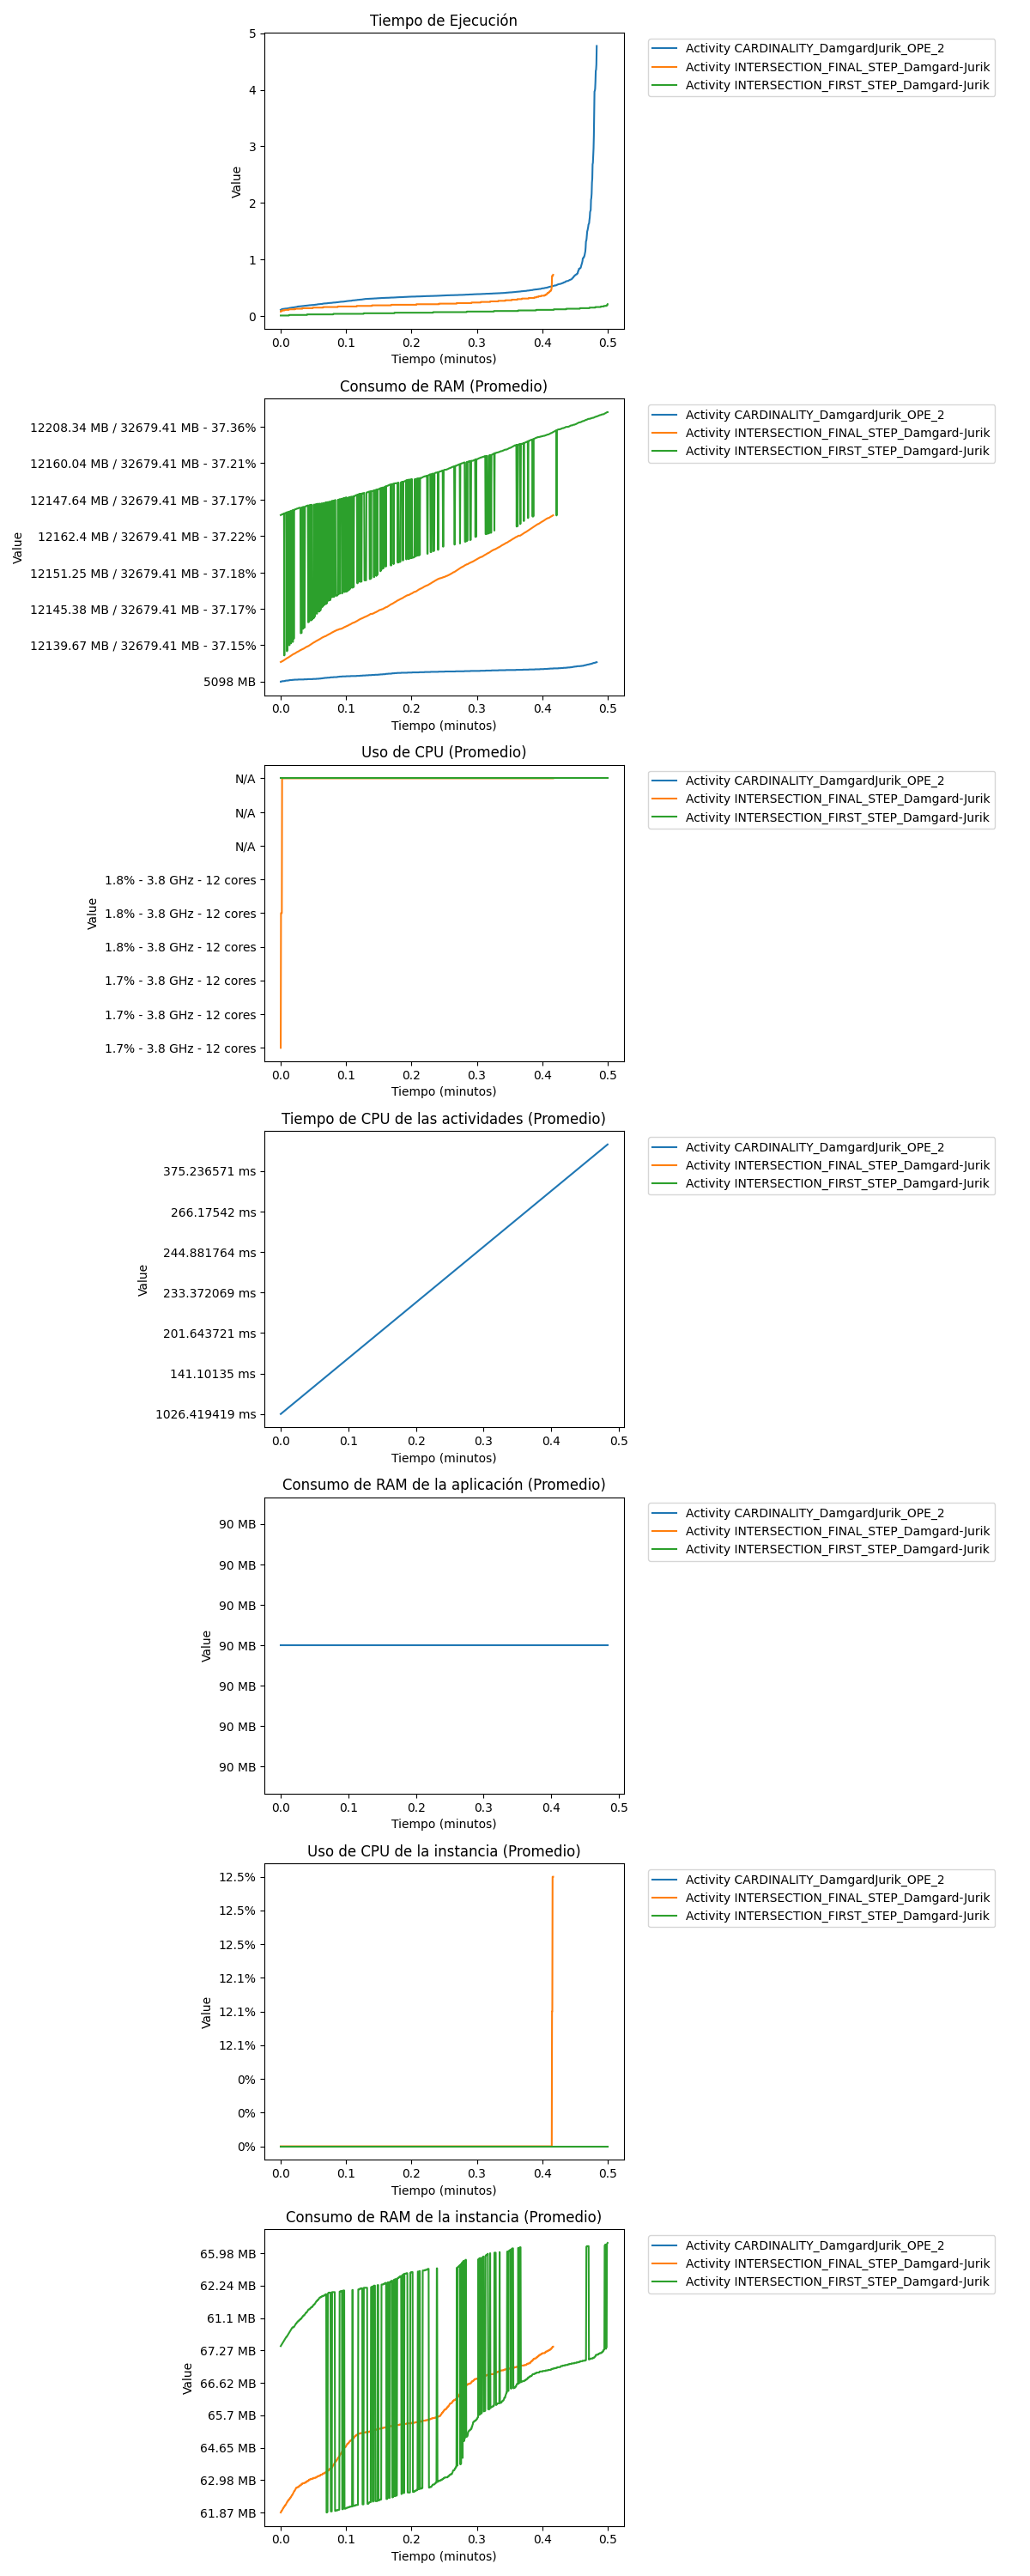 Tiempo de Ejecución
5
4
3
2
1
0
Value
0.0 0.1 0.2 0.3 0.4 0.5
Tiempo (minutos)
Activity CARDINALITY_DamgardJurik_OPE_2
Activity INTERSECTION_FINAL_STEP_Damgard-Jurik
Activity INTERSECTION_FIRST_STEP_Damgard-Jurik
Consumo de RAM (Promedio)
12208.34 MB / 32679.41 MB - 37.36%
12160.04 MB / 32679.41 MB - 37.21%
12147.64 MB / 32679.41 MB - 37.17%
12162.4 MB / 32679.41 MB - 37.22%
12151.25 MB / 32679.41 MB - 37.18%
12145.38 MB / 32679.41 MB - 37.17%
12139.67 MB / 32679.41 MB - 37.15%
5098 MB
Value
0.0 0.1 0.2 0.3 0.4 0.5
Tiempo (minutos)
Activity CARDINALITY_DamgardJurik_OPE_2
Activity INTERSECTION_FINAL_STEP_Damgard-Jurik
Activity INTERSECTION_FIRST_STEP_Damgard-Jurik
Uso de CPU (Promedio)
N/A
N/A
N/A
1.8% - 3.8 GHz - 12 cores
1.8% - 3.8 GHz - 12 cores
1.8% - 3.8 GHz - 12 cores
1.7% - 3.8 GHz - 12 cores
1.7% - 3.8 GHz - 12 cores
1.7% - 3.8 GHz - 12 cores
Value
0.0 0.1 0.2 0.3 0.4 0.5
Tiempo (minutos)
Activity CARDINALITY_DamgardJurik_OPE_2
Activity INTERSECTION_FINAL_STEP_Damgard-Jurik
Activity INTERSECTION_FIRST_STEP_Damgard-Jurik
Tiempo de CPU de las actividades (Promedio)
375.236571 ms
266.17542 ms
244.881764 ms
233.372069 ms
201.643721 ms
141.10135 ms
1026.419419 ms
Value
0.0 0.1 0.2 0.3 0.4 0.5
Tiempo (minutos)
Activity CARDINALITY_DamgardJurik_OPE_2
Activity INTERSECTION_FINAL_STEP_Damgard-Jurik
Activity INTERSECTION_FIRST_STEP_Damgard-Jurik
Consumo de RAM de la aplicación (Promedio)
90 MB
90 MB
90 MB
90 MB
90 MB
90 MB
90 MB
Value
0.0 0.1 0.2 0.3 0.4 0.5
Tiempo (minutos)
Activity CARDINALITY_DamgardJurik_OPE_2
Activity INTERSECTION_FINAL_STEP_Damgard-Jurik
Activity INTERSECTION_FIRST_STEP_Damgard-Jurik
Uso de CPU de la instancia (Promedio)
12.5%
12.5%
12.5%
12.1%
12.1%
12.1%
0%
0%
0%
Value
0.0 0.1 0.2 0.3 0.4 0.5
Tiempo (minutos)
Activity CARDINALITY_DamgardJurik_OPE_2
Activity INTERSECTION_FINAL_STEP_Damgard-Jurik
Activity INTERSECTION_FIRST_STEP_Damgard-Jurik
Consumo de RAM de la instancia (Promedio)
65.98 MB
62.24 MB
61.1 MB
67.27 MB
66.62 MB
65.7 MB
64.65 MB
62.98 MB
61.87 MB
Value
0.0 0.1 0.2 0.3 0.4 0.5
Tiempo (minutos)
Activity CARDINALITY_DamgardJurik_OPE_2
Activity INTERSECTION_FINAL_STEP_Damgard-Jurik
Activity INTERSECTION_FIRST_STEP_Damgard-Jurik